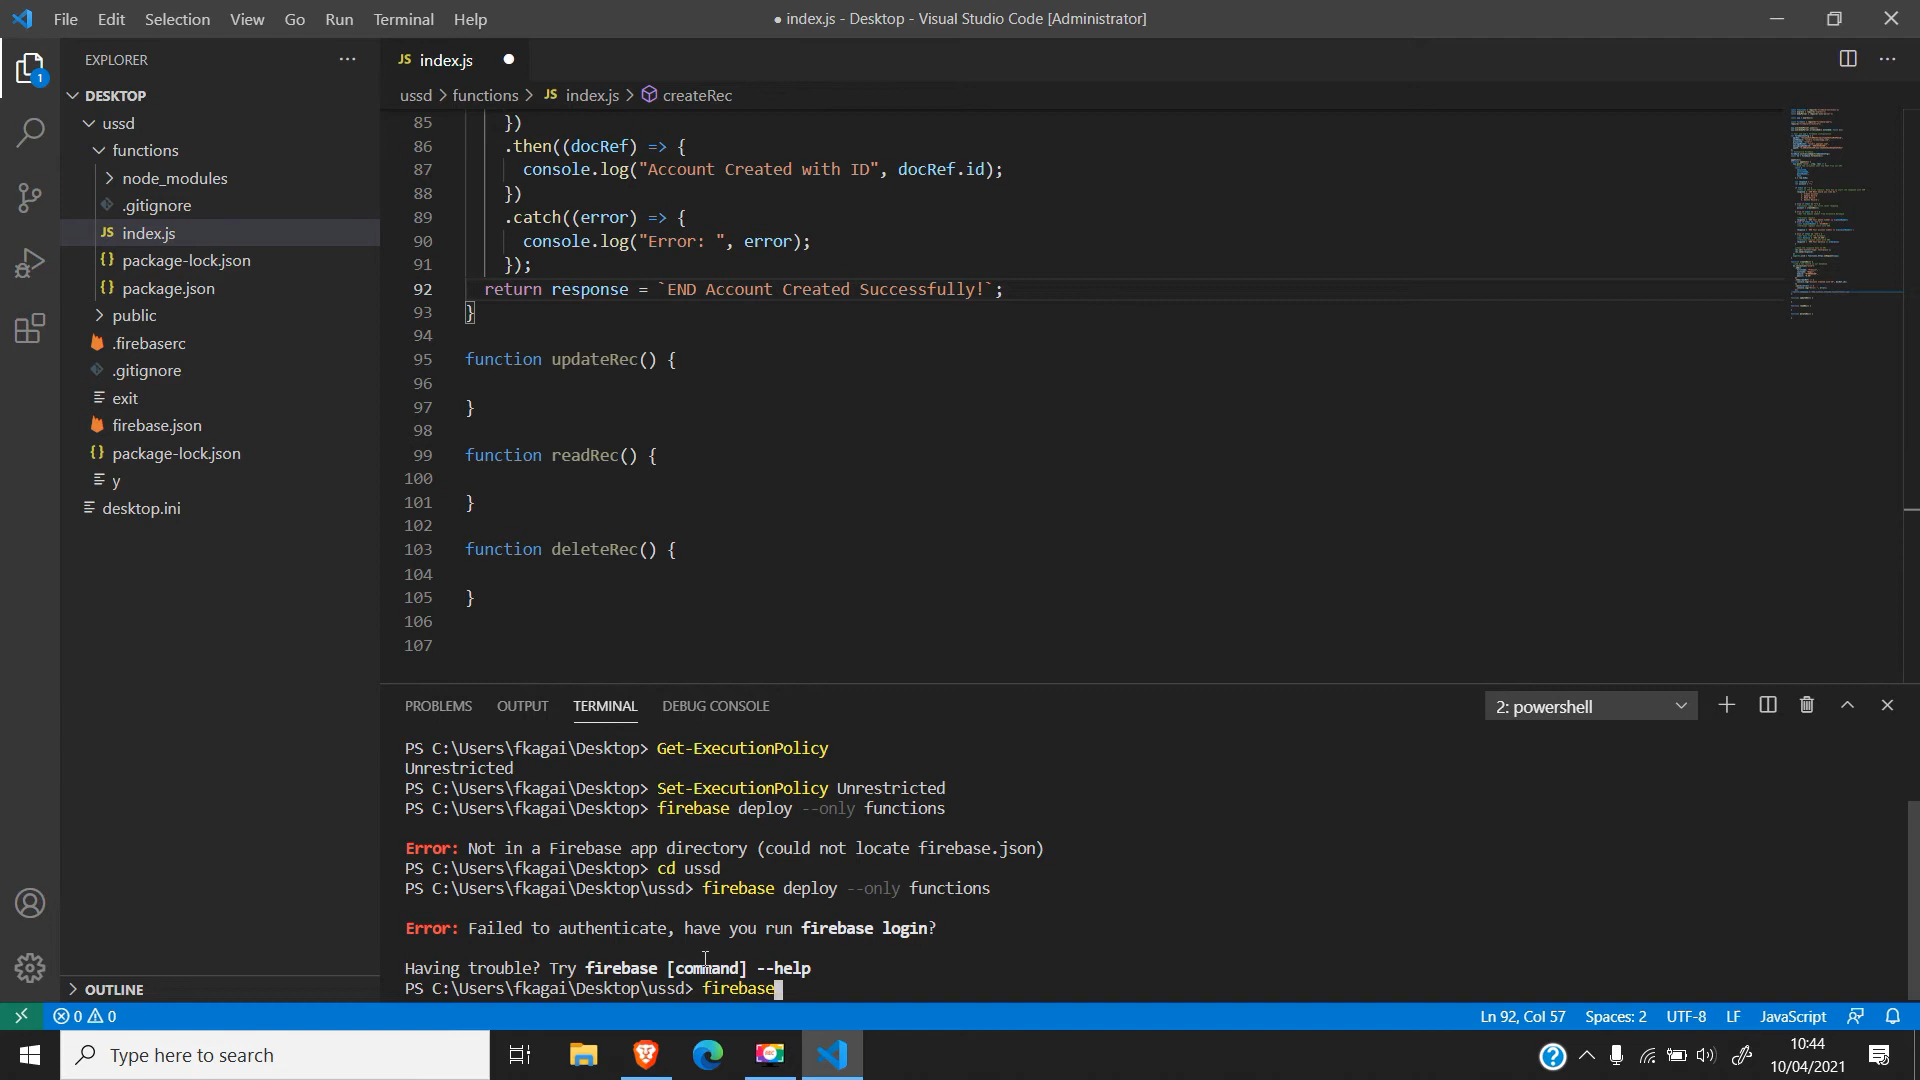 File Edit Selection View Go Run Terminal Help
● index.js - Desktop - Visual Studio Code [Administrator]
EXPLORER
1
JS index.js
DESKTOP
ussd > functions > JS index.js > createRec
ussd
functions
node_modules
.gitignore
JS index.js
{} package-lock.json
{} package.json
public
.firebaserc
.gitignore
exit
firebase.json
{} package-lock.json
y
desktop.ini
OUTLINE
85 })
86 .then((docRef) => {
87 console.log("Account Created with ID", docRef.id);
88 })
89 .catch((error) => {
90 console.log("Error: ", error);
91 });
92 return response = `END Account Created Successfully!`;
93 }
94
95 function updateRec() {
96
97 }
98
99 function readRec() {
100
101 }
102
103 function deleteRec() {
104
105 }
106
107
PROBLEMS OUTPUT TERMINAL DEBUG CONSOLE
2: powershell
PS C:\Users\fkagai\Desktop> Get-ExecutionPolicy
Unrestricted
PS C:\Users\fkagai\Desktop> Set-ExecutionPolicy Unrestricted
PS C:\Users\fkagai\Desktop> firebase deploy --only functions
Error: Not in a Firebase app directory (could not locate firebase.json)
PS C:\Users\fkagai\Desktop> cd ussd
PS C:\Users\fkagai\Desktop\ussd> firebase deploy --only functions
Error: Failed to authenticate, have you run firebase login?
Having trouble? Try firebase [command] --help
PS C:\Users\fkagai\Desktop\ussd> firebase
0 0
Ln 92, Col 57 Spaces: 2 UTF-8 LF JavaScript
Type here to search
10:44
10/04/2021